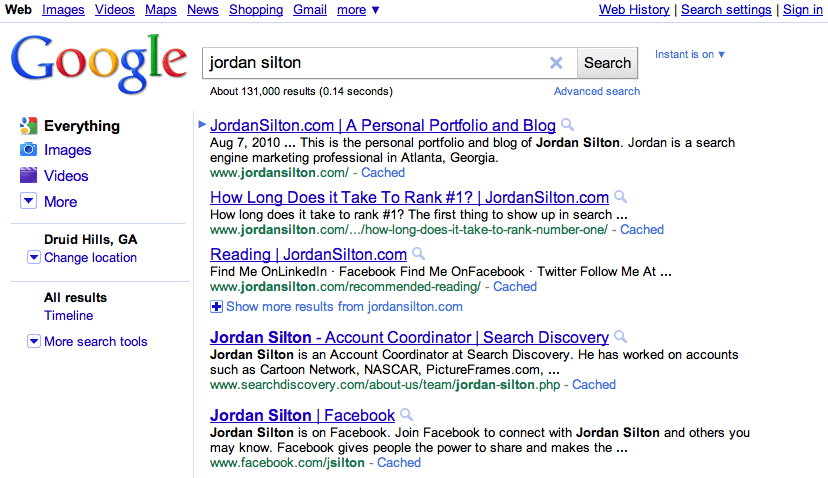 Web Images Videos Maps News Shopping Gmail more ▼ Web History | Search settings | Sign in
Google
jordan silton × Search Instant is on ▼
About 131,000 results (0.14 seconds) Advanced search
Everything
Images
Videos
More
Druid Hills, GA
Change location
All results
Timeline
More search tools
JordanSilton.com | A Personal Portfolio and Blog
Aug 7, 2010 ... This is the personal portfolio and blog of Jordan Silton. Jordan is a search
engine marketing professional in Atlanta, Georgia.
www.jordansilton.com/ - Cached
How Long Does it Take To Rank #1? | JordanSilton.com
How long does it take to rank #1? The first thing to show up in search ...
www.jordansilton.com/.../how-long-does-it-take-to-rank-number-one/ - Cached
Reading | JordanSilton.com
Find Me OnLinkedIn · Facebook Find Me OnFacebook · Twitter Follow Me At ...
www.jordansilton.com/recommended-reading/ - Cached
Show more results from jordansilton.com
Jordan Silton - Account Coordinator | Search Discovery
Jordan Silton is an Account Coordinator at Search Discovery. He has worked on accounts
such as Cartoon Network, NASCAR, PictureFrames.com, ...
www.searchdiscovery.com/about-us/team/jordan-silton.php - Cached
Jordan Silton | Facebook
Jordan Silton is on Facebook. Join Facebook to connect with Jordan Silton and others you
may know. Facebook gives people the power to share and makes the ...
www.facebook.com/jsilton - Cached